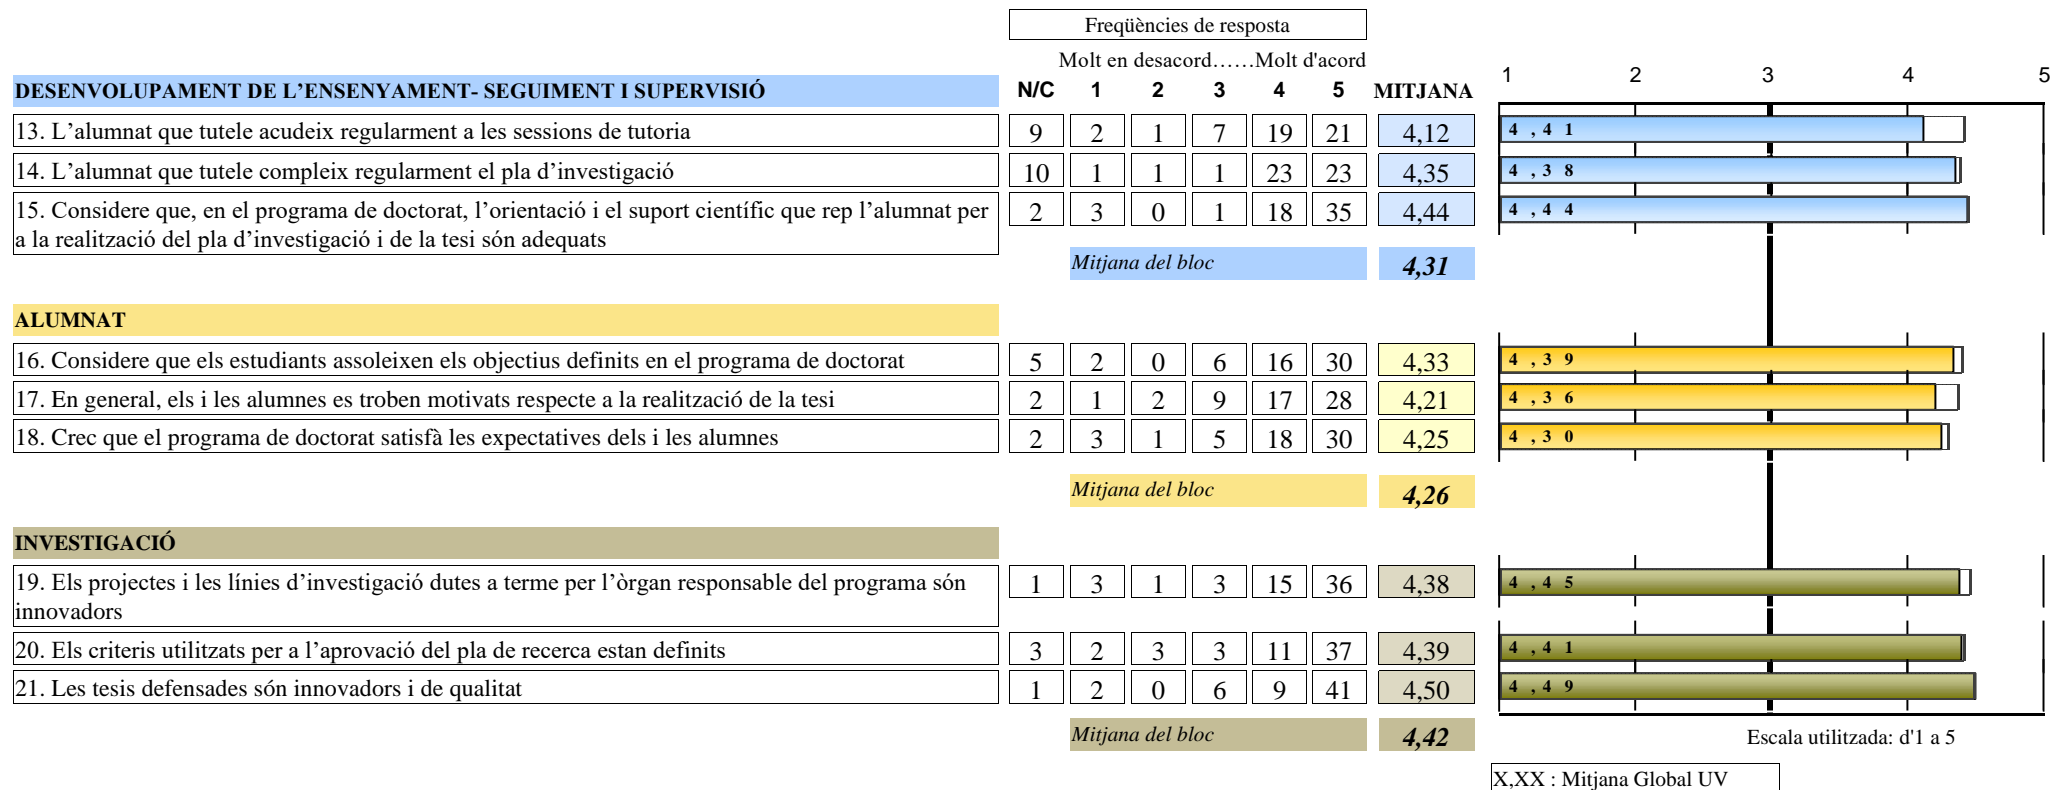 Freqüències de resposta
Molt en desacord……Molt d'acord
DESENVOLUPAMENT DE L’ENSENYAMENT- SEGUIMENT I SUPERVISIÓ N/C 1 2 3 4 5 MITJANA 1 2 3 4 5
13. L’alumnat que tutele acudeix regularment a les sessions de tutoria 9 2 1 7 19 21 4,12 4,41
14. L’alumnat que tutele compleix regularment el pla d’investigació 10 1 1 1 23 23 4,35 4,38
15. Considere que, en el programa de doctorat, l’orientació i el suport científic que rep l’alumnat per 2 3 0 1 18 35 4,44 4,44
a la realització del pla d’investigació i de la tesi són adequats
Mitjana del bloc 4,31
ALUMNAT
16. Considere que els estudiants assoleixen els objectius definits en el programa de doctorat 5 2 0 6 16 30 4,33 4,39
17. En general, els i les alumnes es troben motivats respecte a la realització de la tesi 2 1 2 9 17 28 4,21 4,36
18. Crec que el programa de doctorat satisfà les expectatives dels i les alumnes 2 3 1 5 18 30 4,25 4,30
Mitjana del bloc 4,26
INVESTIGACIÓ
19. Els projectes i les línies d’investigació dutes a terme per l’òrgan responsable del programa són 1 3 1 3 15 36 4,38 4,45
innovadors
20. Els criteris utilitzats per a l’aprovació del pla de recerca estan definits 3 2 3 3 11 37 4,39 4,41
21. Les tesis defensades són innovadors i de qualitat 1 2 0 6 9 41 4,50 4,49
Mitjana del bloc 4,42
Escala utilitzada: d'1 a 5
X,XX : Mitjana Global UV